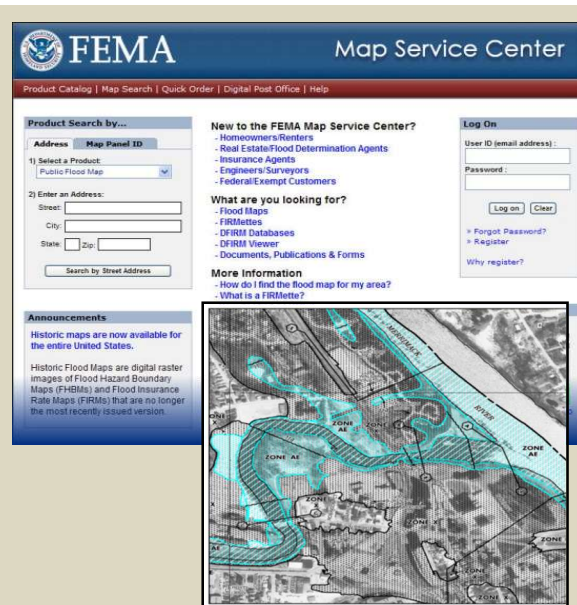 FEMA
Map Service Center
Product Catalog | Map Search | Quick Order | Digital Post Office | Help
Product Search by...
Address
Map Panel ID
1) Select a Product:
Public Flood Map
2) Enter an Address:
Street:
City:
State: Zip:
Search by Street Address
Announcements
Historic maps are now available for
the entire United States.
Historic Flood Maps are digital raster
images of Flood Hazard Boundary
Maps (FHBMs) and Flood Insurance
Rate Maps (FIRMs) that are no longer
the most recently issued version.
New to the FEMA Map Service Center?
- Homeowners/Renters
- Real Estate/Flood Determination Agents
- Insurance Agents
- Engineers/Surveyors
- Federal/Exempt Customers
What are you looking for?
- Flood Maps
- FIRMettes
- DFIRM Databases
- DFIRM Viewer
- Documents, Publications & Forms
More Information
- How do I find the flood map for my area?
- What is a FIRMette?
Log On
User ID (email address) :
Password :
Log on
Clear
» Forgot Password?
» Register
Why register?
MERRIMACK
RIVER
ZONE
AE
ZONE
AE
ZONE AE
ZONE
AE
ZONE AE
ZONE
X
ZONE X
ZONE
X
ZONE